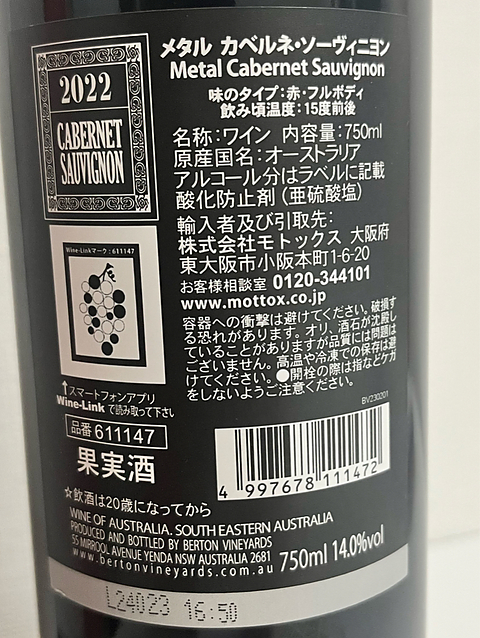 2022
CABERNET
SAUVIGNON
メタル カベルネ・ソーヴィニヨン
Metal Cabernet Sauvignon
味のタイプ:赤・フルボディ
飲み頃温度:15度前後
名称:ワイン 内容量:750ml
原産国名:オーストラリア
アルコール分はラベルに記載
酸化防止剤(亜硫酸塩)
輸入者及び引取先:
株式会社モトックス 大阪府
東大阪市小阪本町1-6-20
お客様相談室 0120-344101
www.mottox.co.jp
容器への衝撃は避けてください。破損す
る恐れがあります。オリ、酒石が沈殿し
ていることがありますが品質には問題は
ございません。高温や冷凍での保存は避
けてください。●開栓の際は指などケガ
をしないようご注意ください。
BV230201
Wine-Linkマーク:611147
↑スマートフォンアプリ
Wine-Link で読み取って下さい
品番 611147
果実酒
4 997678 111472
☆飲酒は20歳になってから
WINE OF AUSTRALIA. SOUTH EASTERN AUSTRALIA
PRODUCED AND BOTTLED BY BERTON VINEYARDS
55 MIRROOL AVENUE YENDA NSW AUSTRALIA 2681
www.bertonvineyards.com.au 750ml 14.0%vol
L24023 16:50